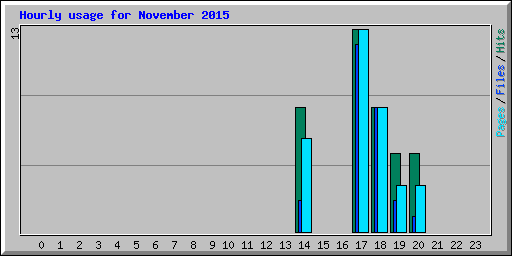 Hourly usage for November 2015
13
Pages / Files / Hits
0 1 2 3 4 5 6 7 8 9 10 11 12 13 14 15 16 17 18 19 20 21 22 23